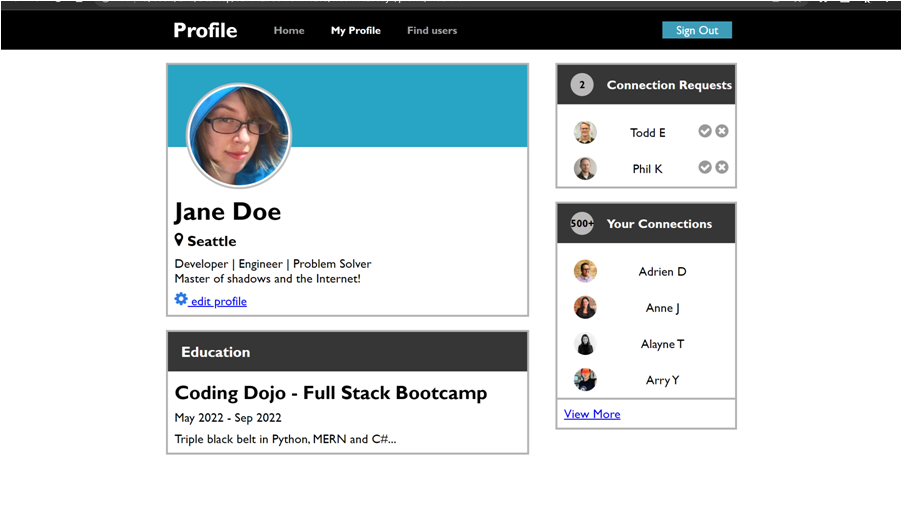 Profile
Home
My Profile
Find users
Sign Out
Jane Doe
Seattle
Developer | Engineer | Problem Solver
Master of shadows and the Internet!
edit profile
Education
Coding Dojo - Full Stack Bootcamp
May 2022 - Sep 2022
Triple black belt in Python, MERN and C#...
2 Connection Requests
Todd E
Phil K
500+ Your Connections
Adrien D
Anne J
Alayne T
Arry Y
View More